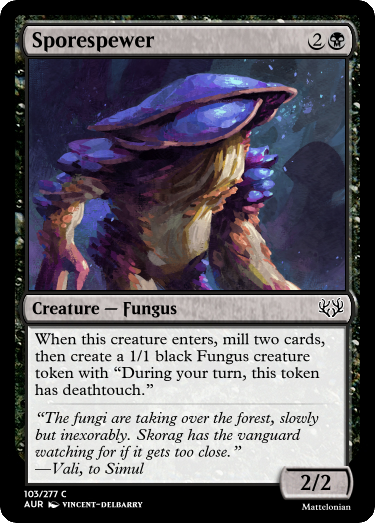 Sporespewer 2
Creature — Fungus
When this creature enters, mill two cards,
then create a 1/1 black Fungus creature
token with “During your turn, this token
has deathtouch.”
“The fungi are taking over the forest, slowly
but inexorably. Skorag has the vanguard
watching for if it gets too close.”
—Vali, to Simul
2/2
103/277 C
AUR VINCENT-DELBARRY
Mattelonian